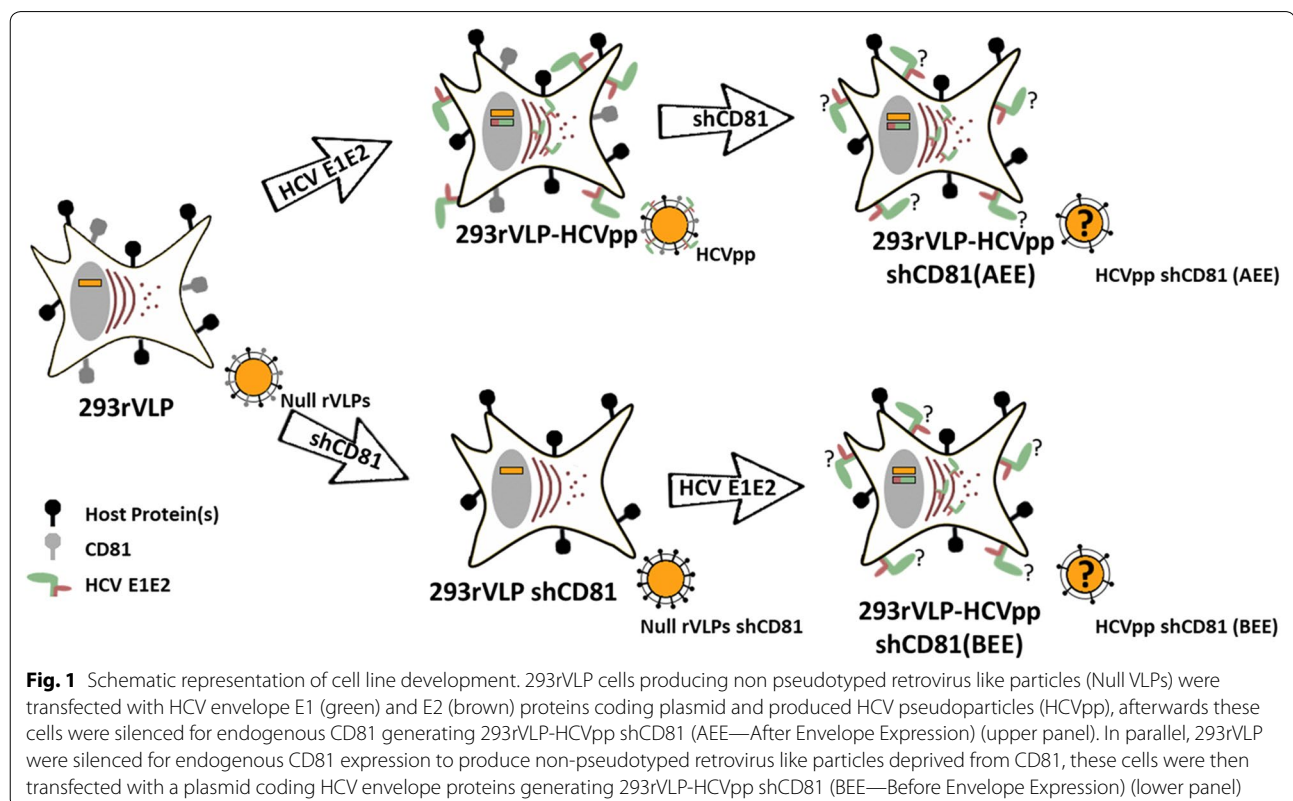 HCV E1E2
293rVLP-HCVpp
HCVpp
shCD81
? ? ? ? ?
293rVLP-HCVpp
shCD81(AEE)
?
HCVpp shCD81 (AEE)
293rVLP
Null rVLPs
shCD81
293rVLP shCD81
Null rVLPs shCD81
HCV E1E2
? ? ? ? ?
293rVLP-HCVpp
shCD81(BEE)
?
HCVpp shCD81 (BEE)
Host Protein(s)
CD81
HCV E1E2
Fig. 1 Schematic representation of cell line development. 293rVLP cells producing non pseudotyped retrovirus like particles (Null VLPs) were
transfected with HCV envelope E1 (green) and E2 (brown) proteins coding plasmid and produced HCV pseudoparticles (HCVpp), afterwards these
cells were silenced for endogenous CD81 generating 293rVLP-HCVpp shCD81 (AEE—After Envelope Expression) (upper panel). In parallel, 293rVLP
were silenced for endogenous CD81 expression to produce non-pseudotyped retrovirus like particles deprived from CD81, these cells were then
transfected with a plasmid coding HCV envelope proteins generating 293rVLP-HCVpp shCD81 (BEE—Before Envelope Expression) (lower panel)